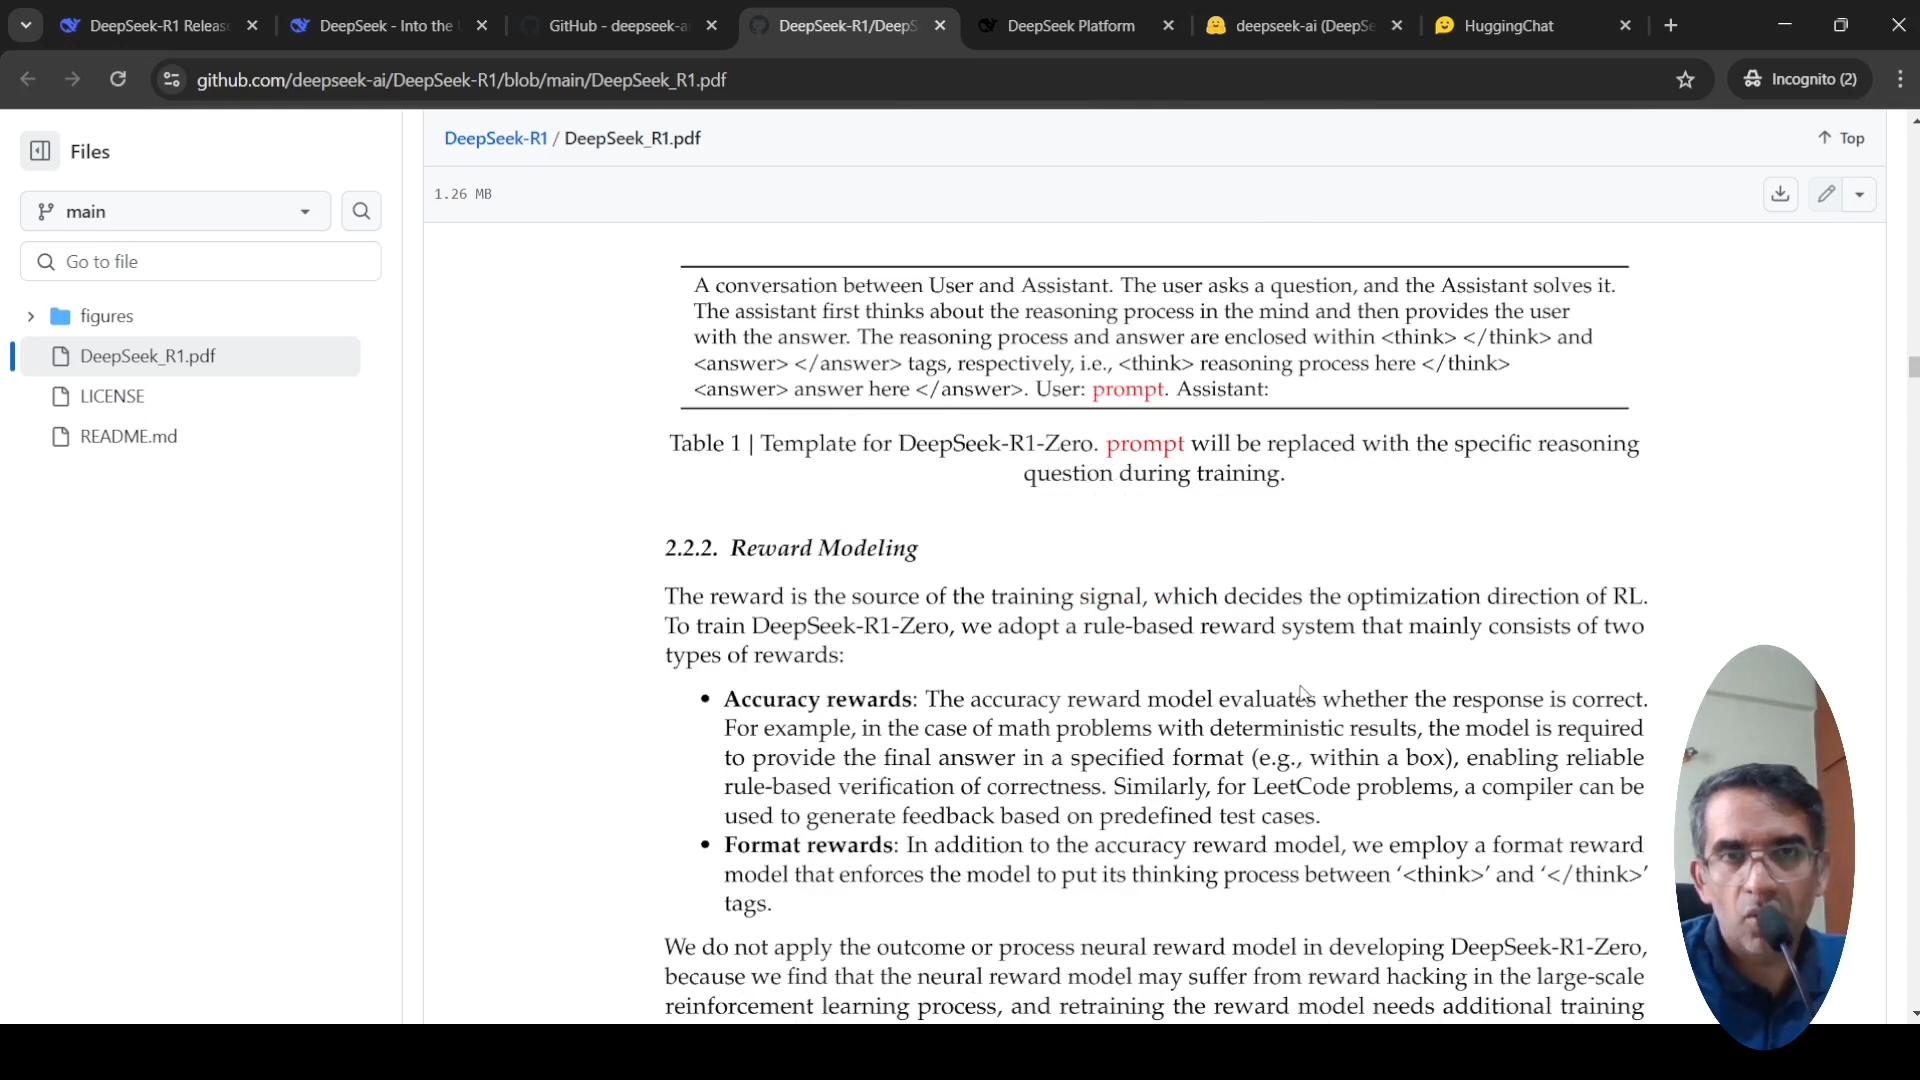 DeepSeek-R1 Releas
DeepSeek - Into the
GitHub - deepseek-a
DeepSeek-R1/DeepS
DeepSeek Platform
deepseek-ai (DeepSe
HuggingChat
github.com/deepseek-ai/DeepSeek-R1/blob/main/DeepSeek_R1.pdf
Incognito (2)
Files
main
Go to file
figures
DeepSeek_R1.pdf
LICENSE
README.md
DeepSeek-R1 / DeepSeek_R1.pdf
Top
1.26 MB
A conversation between User and Assistant. The user asks a question, and the Assistant solves it.
The assistant first thinks about the reasoning process in the mind and then provides the user
with the answer. The reasoning process and answer are enclosed within <think> </think> and
<answer> </answer> tags, respectively, i.e., <think> reasoning process here </think>
<answer> answer here </answer>. User: prompt. Assistant:
Table 1 | Template for DeepSeek-R1-Zero. prompt will be replaced with the specific reasoning
question during training.
2.2.2. Reward Modeling
The reward is the source of the training signal, which decides the optimization direction of RL.
To train DeepSeek-R1-Zero, we adopt a rule-based reward system that mainly consists of two
types of rewards:
• Accuracy rewards: The accuracy reward model evaluates whether the response is correct.
For example, in the case of math problems with deterministic results, the model is required
to provide the final answer in a specified format (e.g., within a box), enabling reliable
rule-based verification of correctness. Similarly, for LeetCode problems, a compiler can be
used to generate feedback based on predefined test cases.
• Format rewards: In addition to the accuracy reward model, we employ a format reward
model that enforces the model to put its thinking process between ‘<think>’ and ‘</think>’
tags.
We do not apply the outcome or process neural reward model in developing DeepSeek-R1-Zero,
because we find that the neural reward model may suffer from reward hacking in the large-scale
reinforcement learning process, and retraining the reward model needs additional training